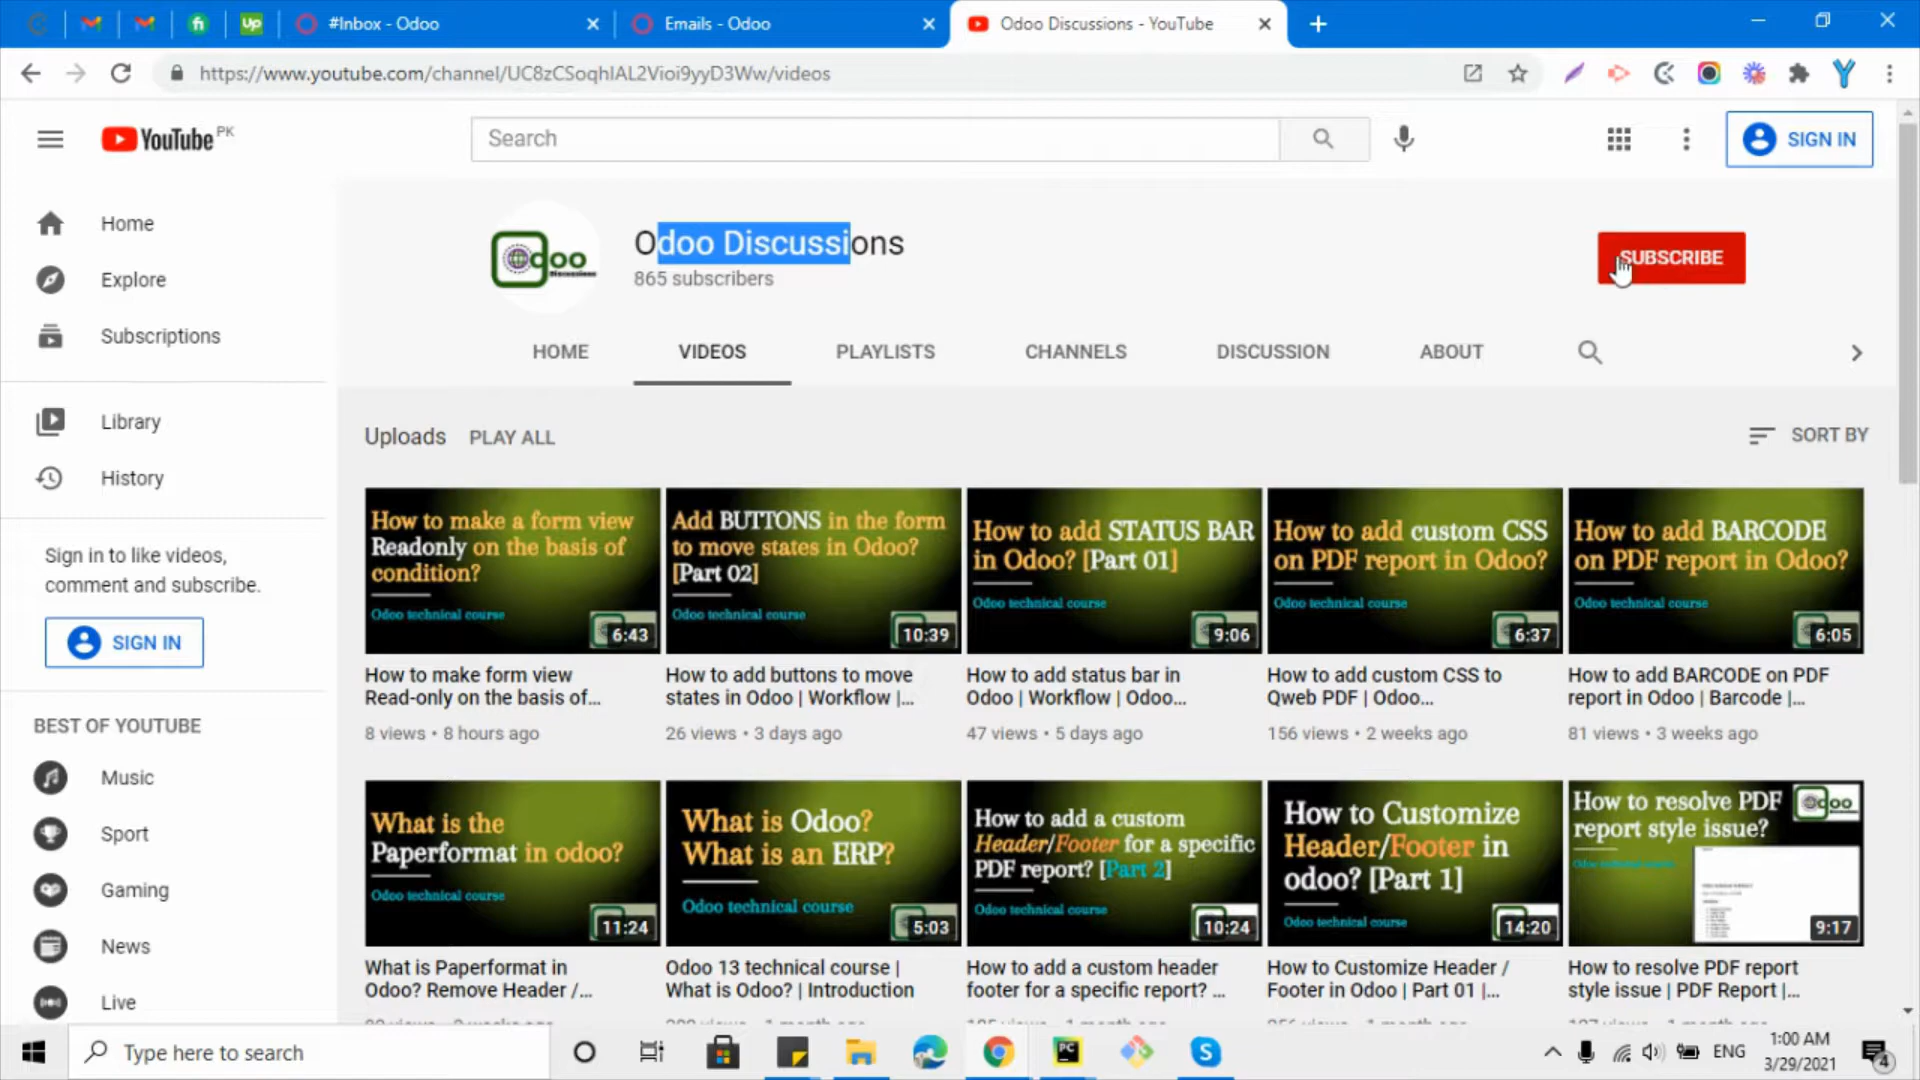 Up #Inbox - Odoo Emails - Odoo Odoo Discussions - YouTube
https://www.youtube.com/channel/UC8zCSoqhIAL2Vioi9yyD3Ww/videos
YouTube PK
Search
SIGN IN
Home
Explore
Subscriptions
Library
History
Sign in to like videos,
comment and subscribe.
SIGN IN
BEST OF YOUTUBE
Music
Sport
Gaming
News
Live
Odoo Discussions
Odoo Discussions
865 subscribers
SUBSCRIBE
HOME VIDEOS PLAYLISTS CHANNELS DISCUSSION ABOUT
Uploads PLAY ALL SORT BY
How to make a form view
Readonly on the basis of
condition?
Odoo technical course
6:43
Add BUTTONS in the form
to move states in Odoo?
[Part 02]
Odoo technical course
10:39
How to add STATUS BAR
in Odoo? [Part 01]
Odoo technical course
9:06
How to add custom CSS
on PDF report in Odoo?
Odoo technical course
6:37
How to add BARCODE
on PDF report in Odoo?
Odoo technical course
6:05
How to make form view
Read-only on the basis of...
8 views • 8 hours ago
How to add buttons to move
states in Odoo | Workflow |...
26 views • 3 days ago
How to add status bar in
Odoo | Workflow | Odoo...
47 views • 5 days ago
How to add custom CSS to
Qweb PDF | Odoo...
156 views • 2 weeks ago
How to add BARCODE on PDF
report in Odoo | Barcode |...
81 views • 3 weeks ago
What is the
Paperformat in odoo?
Odoo technical course
11:24
What is Odoo?
What is an ERP?
Odoo technical course
5:03
How to add a custom
Header/Footer for a specific
PDF report? [Part 2]
Odoo technical course
10:24
How to Customize
Header/Footer in
odoo? [Part 1]
Odoo technical course
14:20
How to resolve PDF
report style issue?
Odoo
Odoo technical course
9:17
What is Paperformat in
Odoo? Remove Header /...
Odoo 13 technical course |
What is Odoo? | Introduction
How to add a custom header
footer for a specific report? ...
How to Customize Header /
Footer in Odoo | Part 01 |...
How to resolve PDF report
style issue | PDF Report |...
Type here to search
PC
S
ENG
1:00 AM
3/29/2021
4